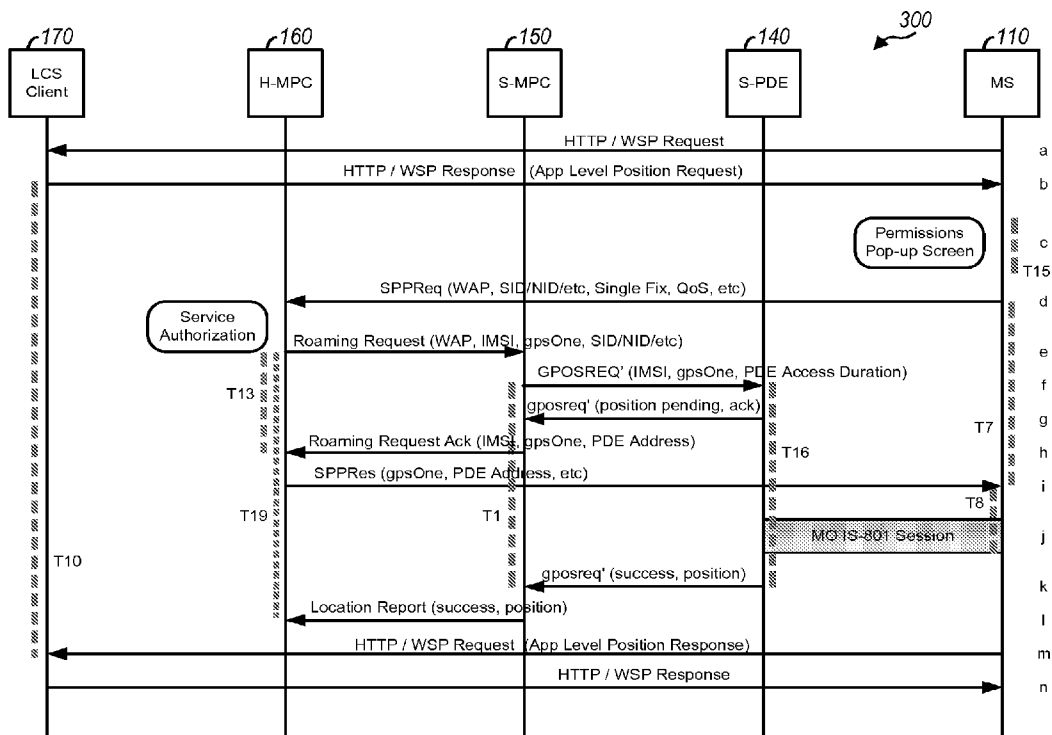 300
170
160
150
140
110
LCS
Client
H-MPC
S-MPC
S-PDE
MS
HTTP / WSP Request
a
HTTP / WSP Response (App Level Position Request)
b
Permissions
Pop-up Screen
c
T15
SPPReq (WAP, SID/NID/etc, Single Fix, QoS, etc)
d
Service
Authorization
Roaming Request (WAP, IMSI, gpsOne, SID/NID/etc)
e
GPOSREQ' (IMSI, gpsOne, PDE Access Duration)
f
T13
gposreq' (position pending, ack)
g
T7
Roaming Request Ack (IMSI, gpsOne, PDE Address)
h
T16
SPPRes (gpsOne, PDE Address, etc)
i
T8
T19
T1
MO IS-801 Session
j
T10
gposreq' (success, position)
k
Location Report (success, position)
l
HTTP / WSP Request (App Level Position Response)
m
HTTP / WSP Response
n